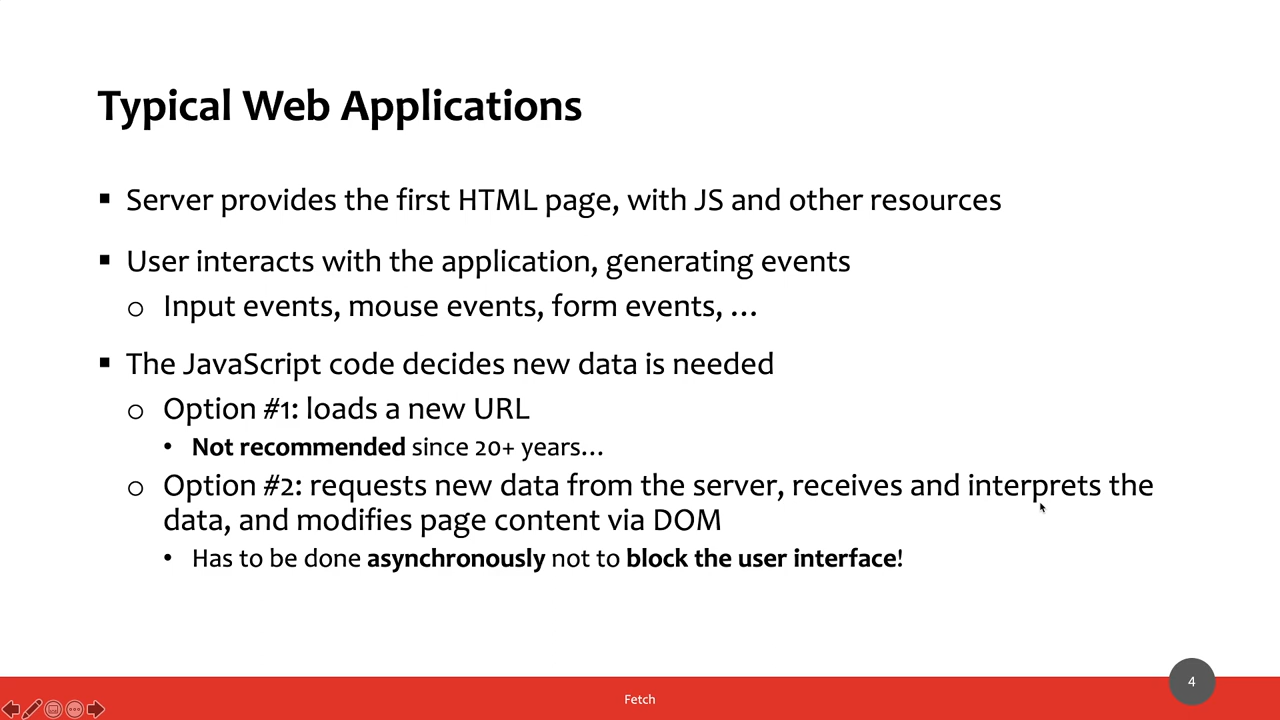 Typical Web Applications
▪ Server provides the first HTML page, with JS and other resources
▪ User interacts with the application, generating events
o Input events, mouse events, form events, …
▪ The JavaScript code decides new data is needed
o Option #1: loads a new URL
• Not recommended since 20+ years…
o Option #2: requests new data from the server, receives and interprets the
data, and modifies page content via DOM
• Has to be done asynchronously not to block the user interface!
Fetch
4